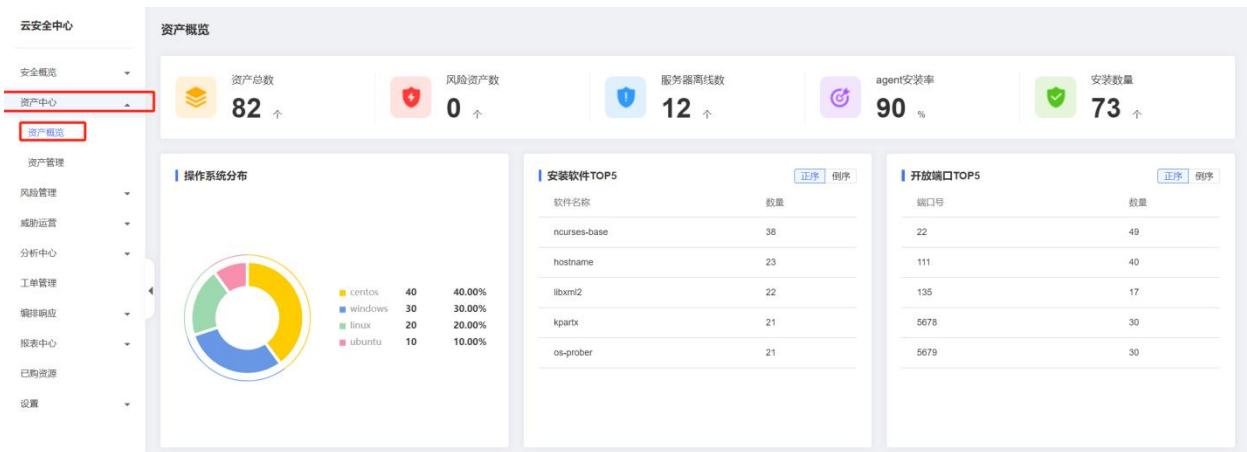 云安全中心
安全概览
资产中心
资产概览
资产管理
风险管理
威胁运营
分析中心
工单管理
编排响应
报表中心
已购资源
设置
资产概览
资产总数
82 个
风险资产数
0 个
服务器离线数
12 个
agent安装率
90 %
安装数量
73 个
操作系统分布
centos 40 40.00%
windows 30 30.00%
linux 20 20.00%
ubuntu 10 10.00%
安装软件TOP5 正序 倒序
软件名称 数量
ncurses-base 38
hostname 23
libxml2 22
kpartx 21
os-prober 21
开放端口TOP5 正序 倒序
端口号 数量
22 49
111 40
135 17
5678 30
5679 30